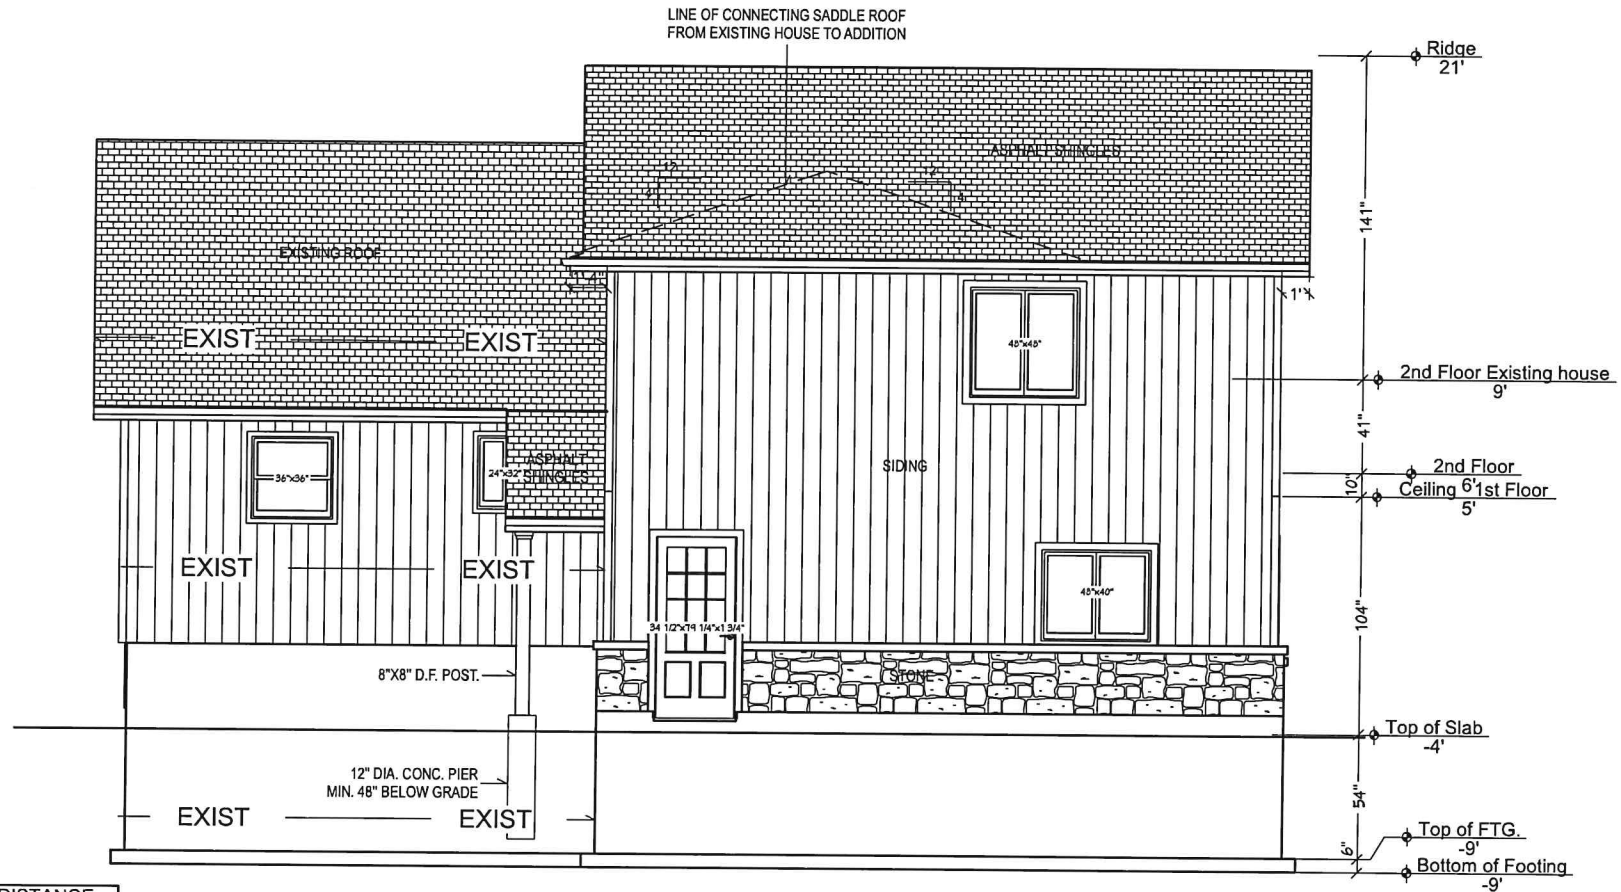 LINE OF CONNECTING SADDLE ROOF
FROM EXISTING HOUSE TO ADDITION
Ridge
21'
ASPHALT SHINGLES
12
4"
12
4
141"
EXISTING ROOF
1'-4"
1'
EXIST
EXIST
48"x48"
2nd Floor Existing house
9'
41"
36"x36"
24"x32"
ASPHALT
SHINGLES
SIDING
2nd Floor
6'
10"
Ceiling 1st Floor
5'
EXIST
EXIST
48"x40"
104"
34 1/2"x79 1/4"x1 3/4"
8"X8" D.F. POST.
STONE
Top of Slab
-4'
12" DIA. CONC. PIER
MIN. 48" BELOW GRADE
54"
EXIST
EXIST
Top of FTG.
-9'
6"
Bottom of Footing
-9'
DISTANCE